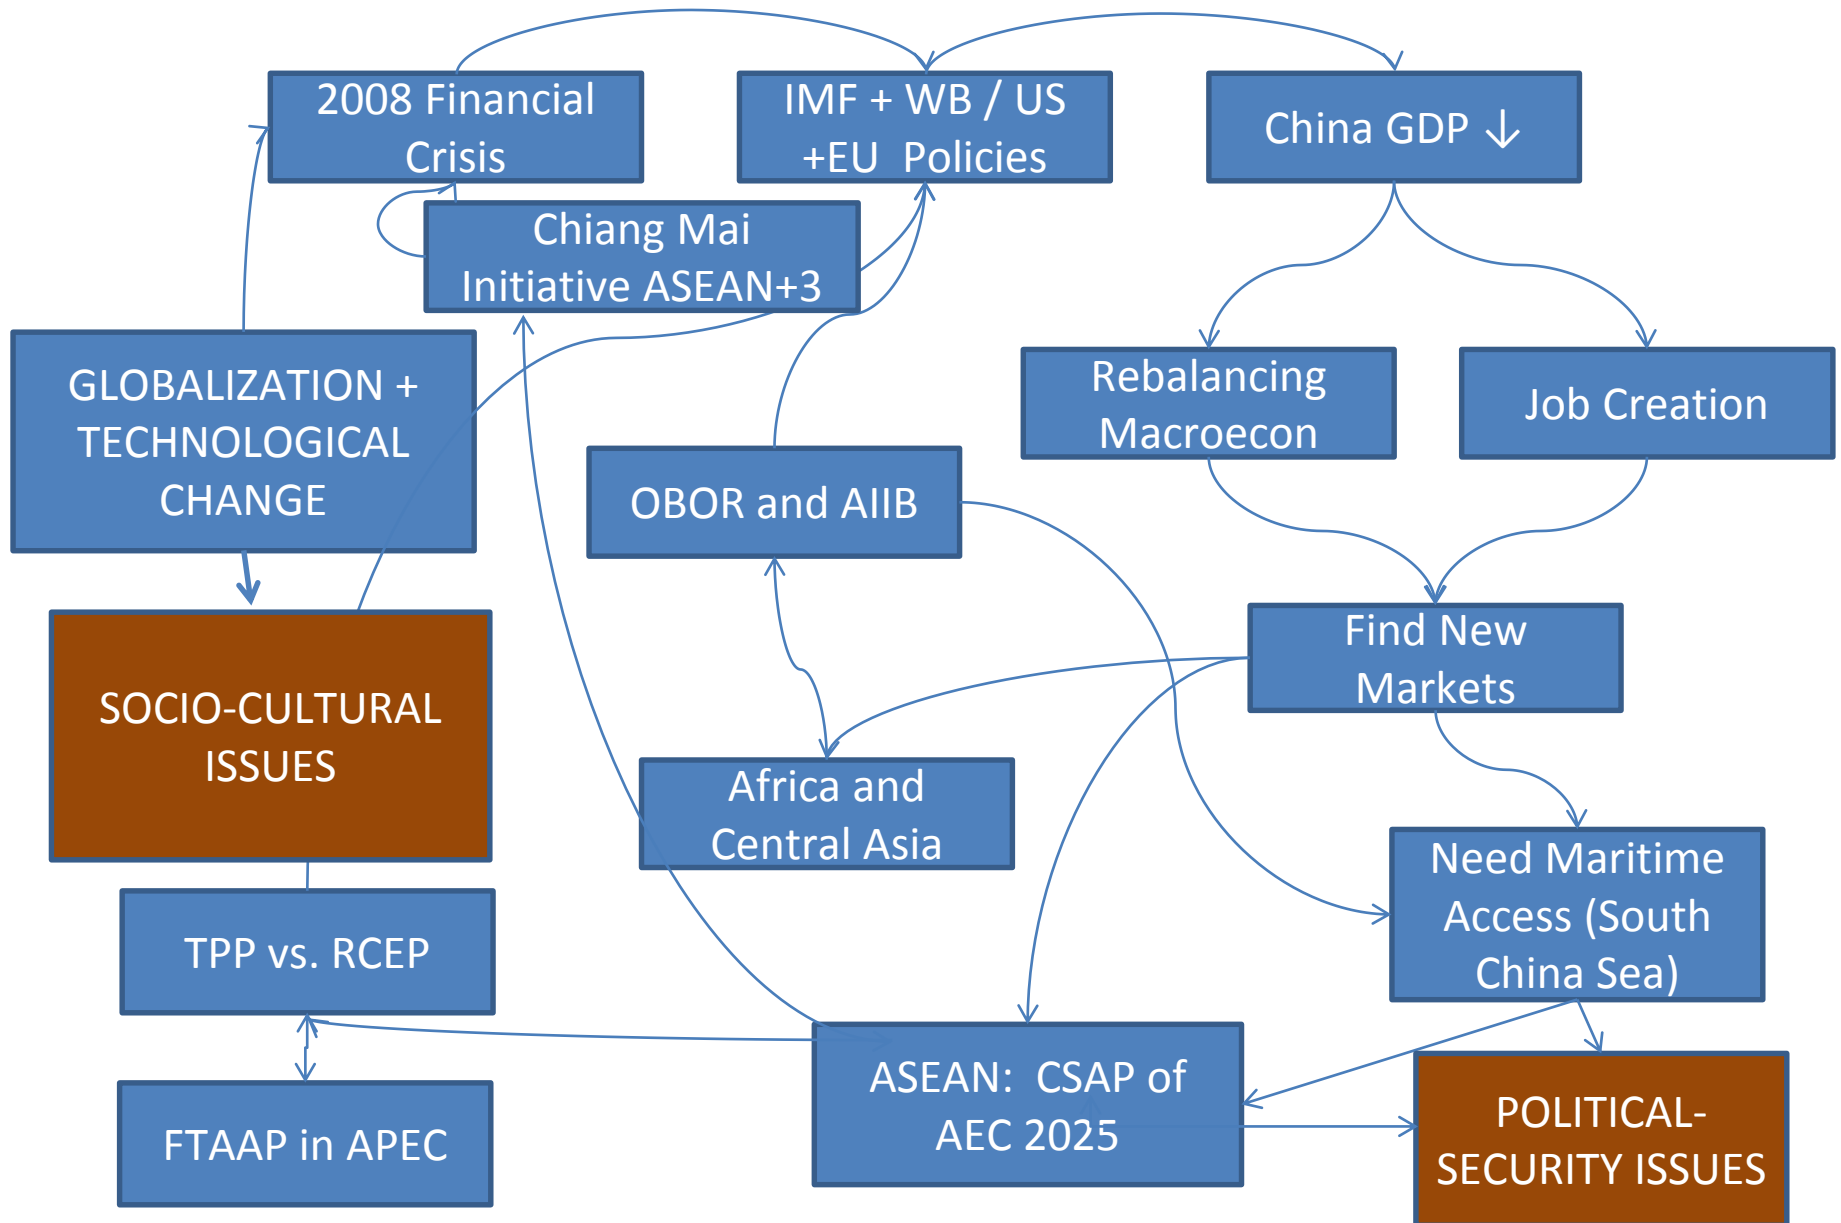 2008 Financial
Crisis
IMF + WB / US
+EU Policies
China GDP ↓
Chiang Mai
Initiative ASEAN+3
GLOBALIZATION +
TECHNOLOGICAL
CHANGE
Rebalancing
Macroecon
Job Creation
OBOR and AIIB
SOCIO-CULTURAL
ISSUES
Find New
Markets
Africa and
Central Asia
Need Maritime
Access (South
China Sea)
TPP vs. RCEP
ASEAN: CSAP of
AEC 2025
FTAAP in APEC
POLITICAL-
SECURITY ISSUES